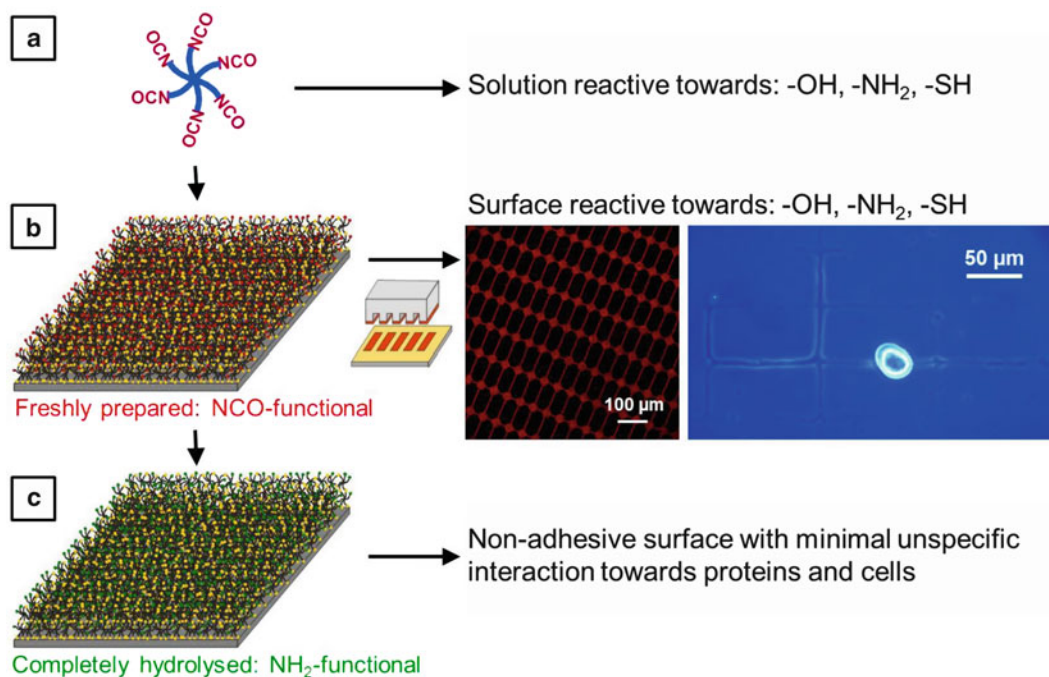 a
OCN
NCO
NCO
OCN
NCO
OCN
Solution reactive towards: -OH, -NH₂, -SH
b
Surface reactive towards: -OH, -NH₂, -SH
100 µm
50 µm
Freshly prepared: NCO-functional
c
Non-adhesive surface with minimal unspecific
interaction towards proteins and cells
Completely hydrolysed: NH₂-functional